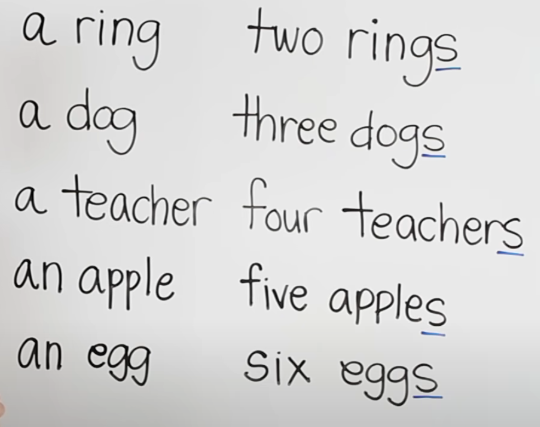 a ring two rings
a dog three dogs
a teacher four teachers
an apple five apples
an egg six eggs